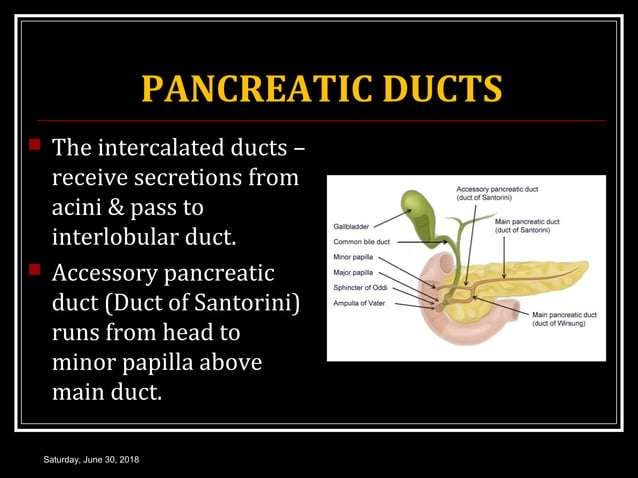 PANCREATIC DUCTS
The intercalated ducts –
receive secretions from
acini & pass to
interlobular duct.
Accessory pancreatic
duct (Duct of Santorini)
runs from head to
minor papilla above
main duct.
Accessory pancreatic duct
(duct of Santorini)
Main pancreatic duct
(duct of Santorini)
Gallbladder
Common bile duct
Minor papilla
Major papilla
Sphincter of Oddi
Ampulla of Vater
Main pancreatic duct
(duct of Wirsung)
Saturday, June 30, 2018